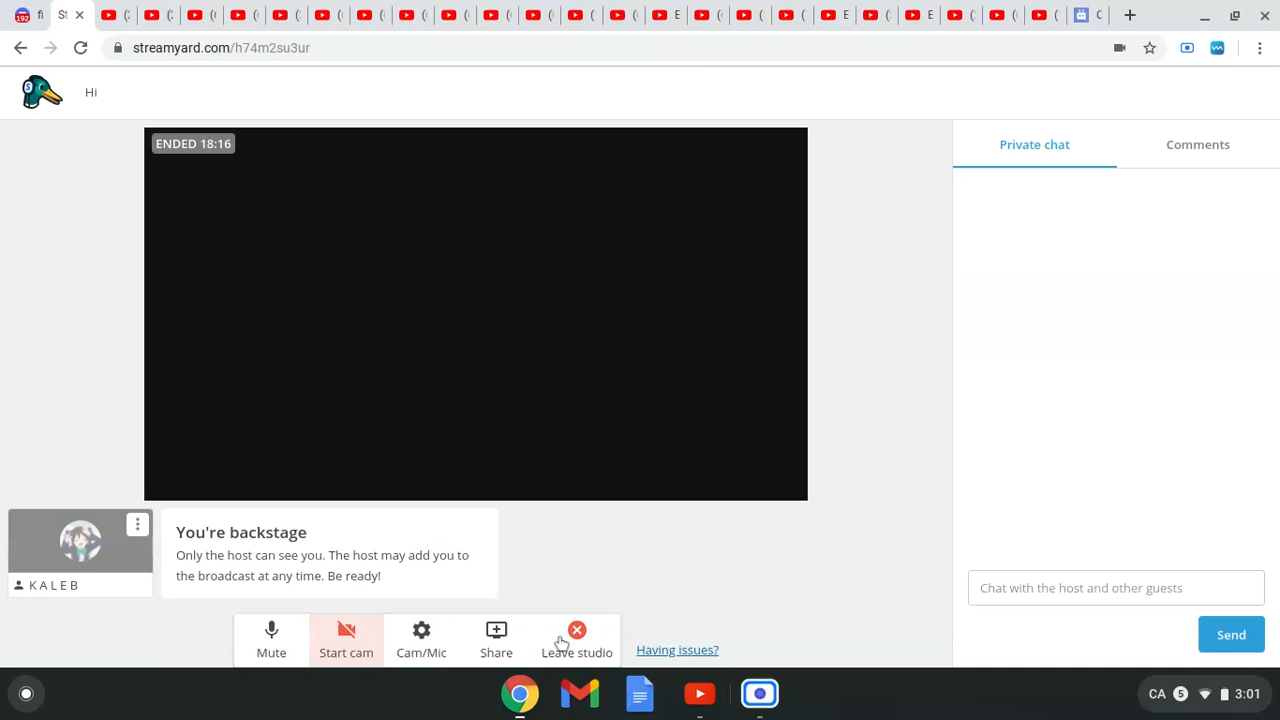 192
streamyard.com/h74m2su3ur
Hi
ENDED 18:16
Private chat
Comments
K A L E B
You're backstage
Only the host can see you. The host may add you to
the broadcast at any time. Be ready!
Chat with the host and other guests
Send
Mute
Start cam
Cam/Mic
Share
Leave studio
Having issues?
CA 5 3:01